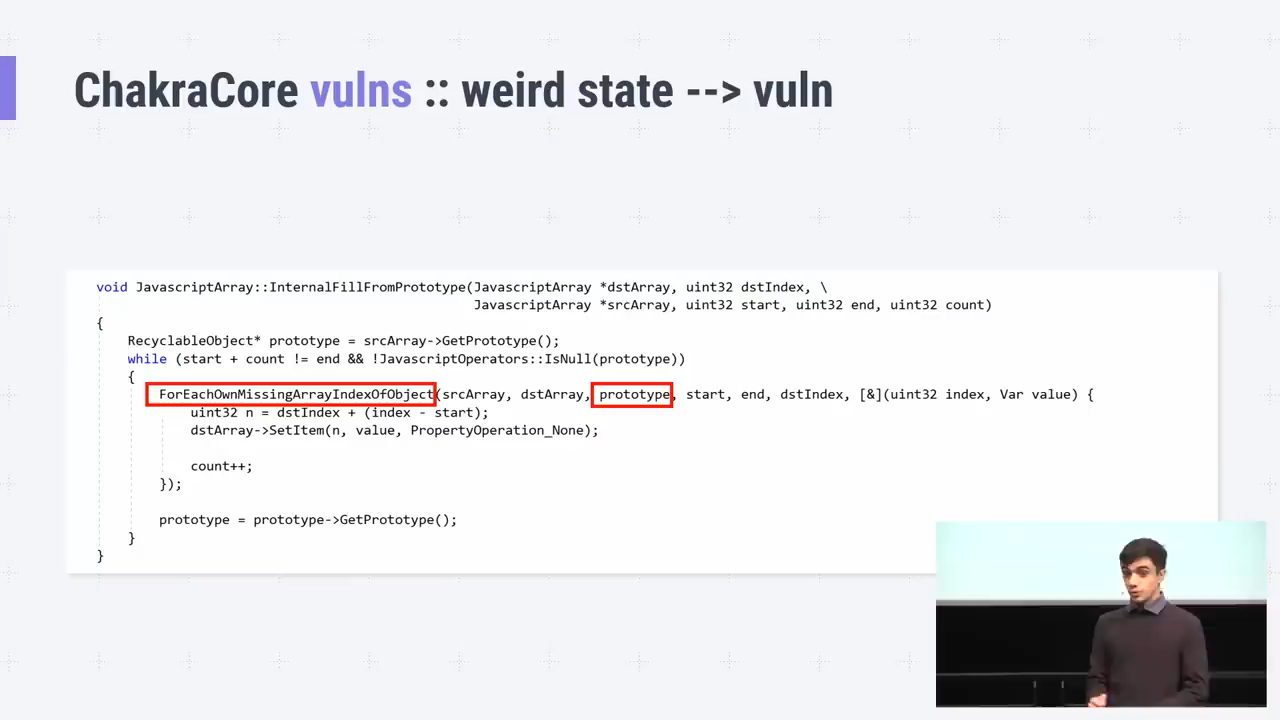 ChakraCore vulns :: weird state --> vuln
void JavascriptArray::InternalFillFromPrototype(JavascriptArray *dstArray, uint32 dstIndex, \
JavascriptArray *srcArray, uint32 start, uint32 end, uint32 count)
{
RecyclableObject* prototype = srcArray->GetPrototype();
while (start + count != end && !JavascriptOperators::IsNull(prototype))
{
ForEachOwnMissingArrayIndexOfObject(srcArray, dstArray, prototype, start, end, dstIndex, [&](uint32 index, Var value) {
uint32 n = dstIndex + (index - start);
dstArray->SetItem(n, value, PropertyOperation_None);
count++;
});
prototype = prototype->GetPrototype();
}
}